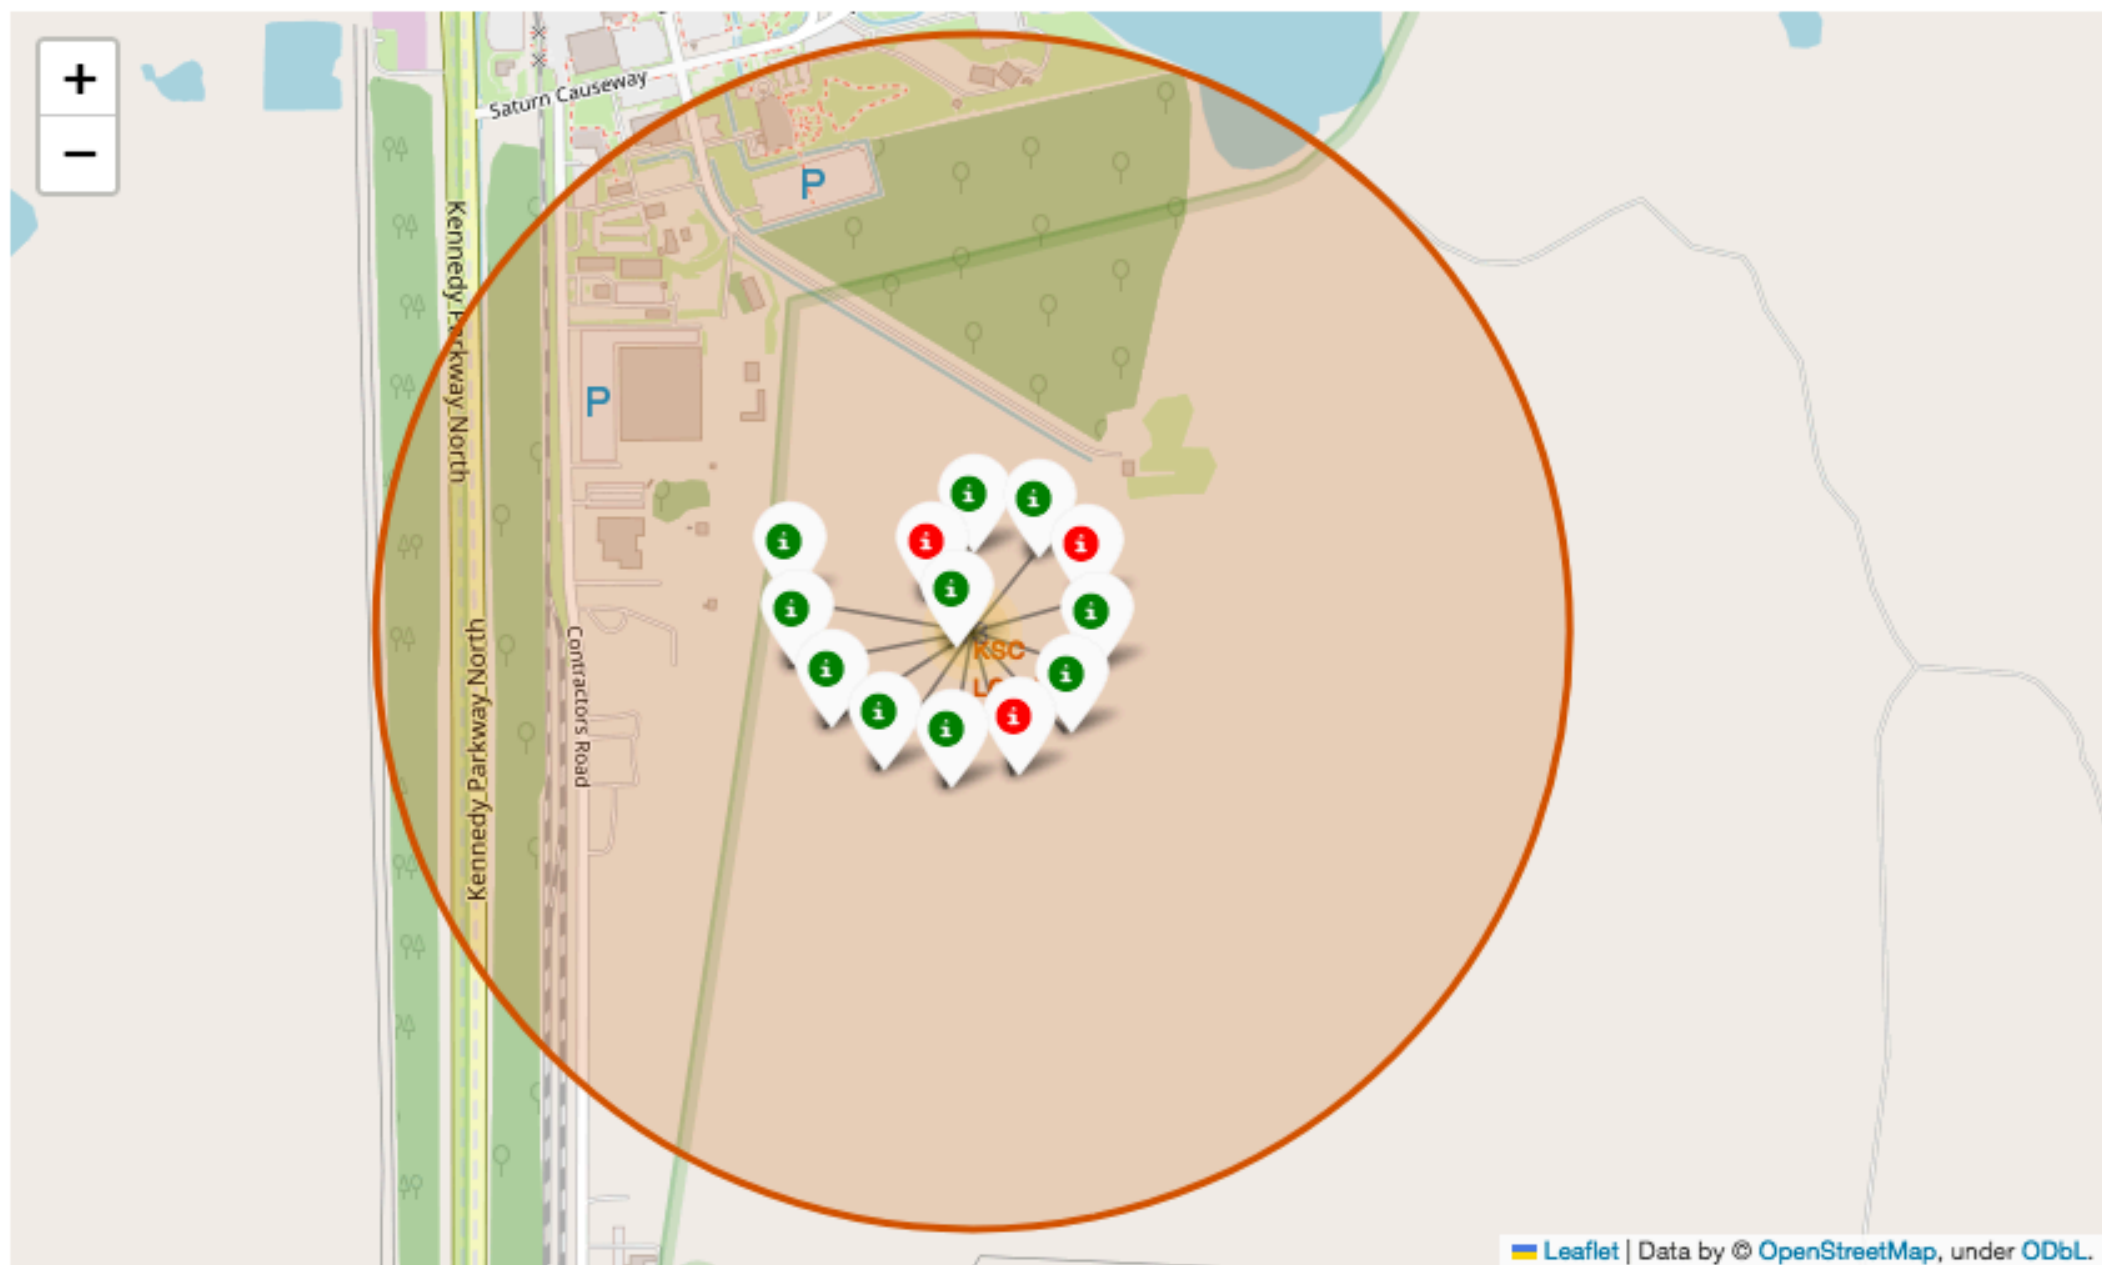 +
−
Saturn Causeway
P
Kennedy Parkway North
P
Kennedy Parkway North
Contractors Road
i
i
i
i
i
i
i
i
i
i
i
i
i
KSC
Leaflet | Data by © OpenStreetMap, under ODbL.